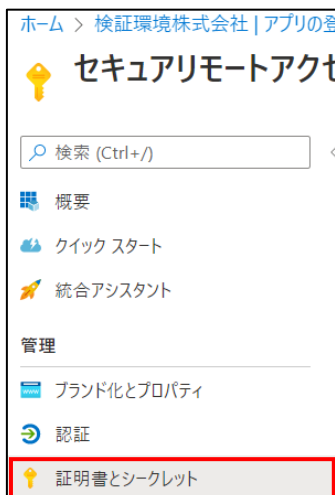 ホーム > 検証環境株式会社 | アプリの登
セキュアリモートアクセ
検索 (Ctrl+/)
概要
クイック スタート
統合アシスタント
管理
ブランド化とプロパティ
認証
証明書とシークレット